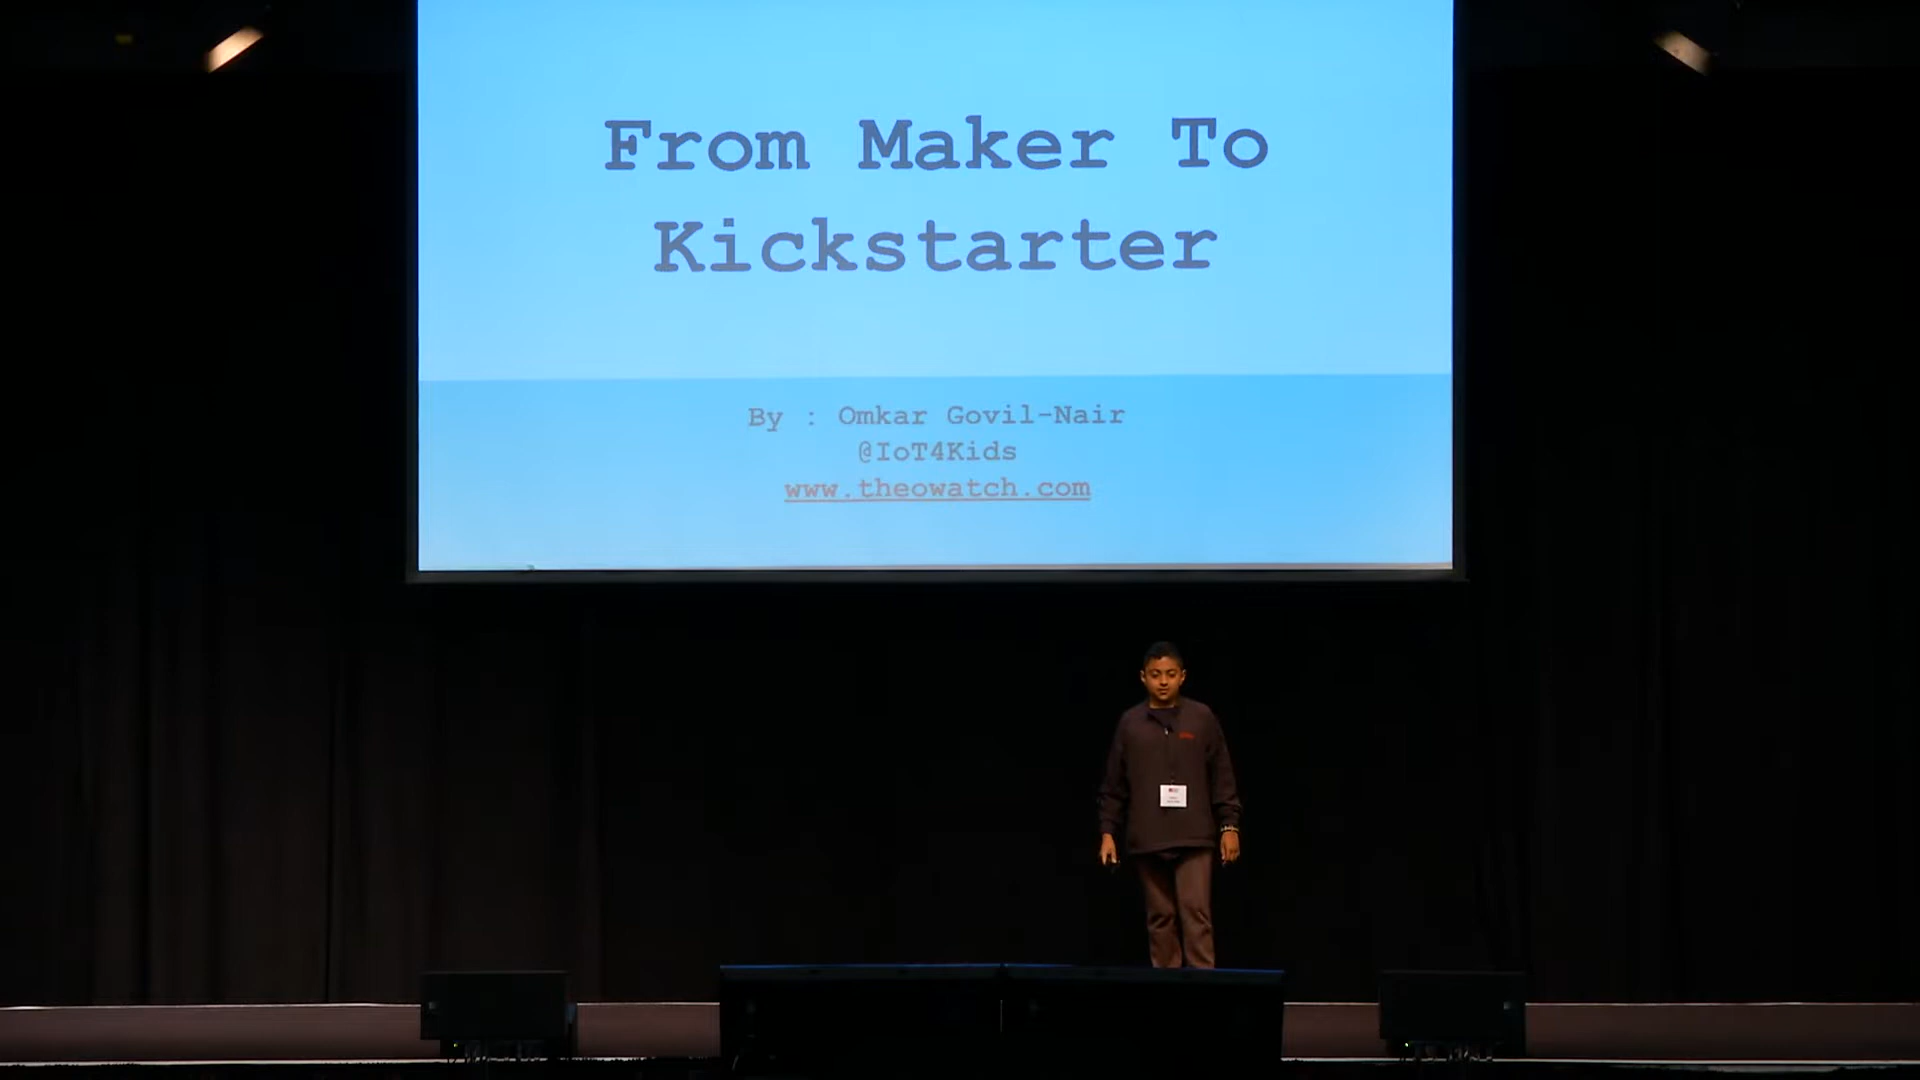 From Maker To
Kickstarter
By : Omkar Govil-Nair
@IoT4Kids
www.theowatch.com